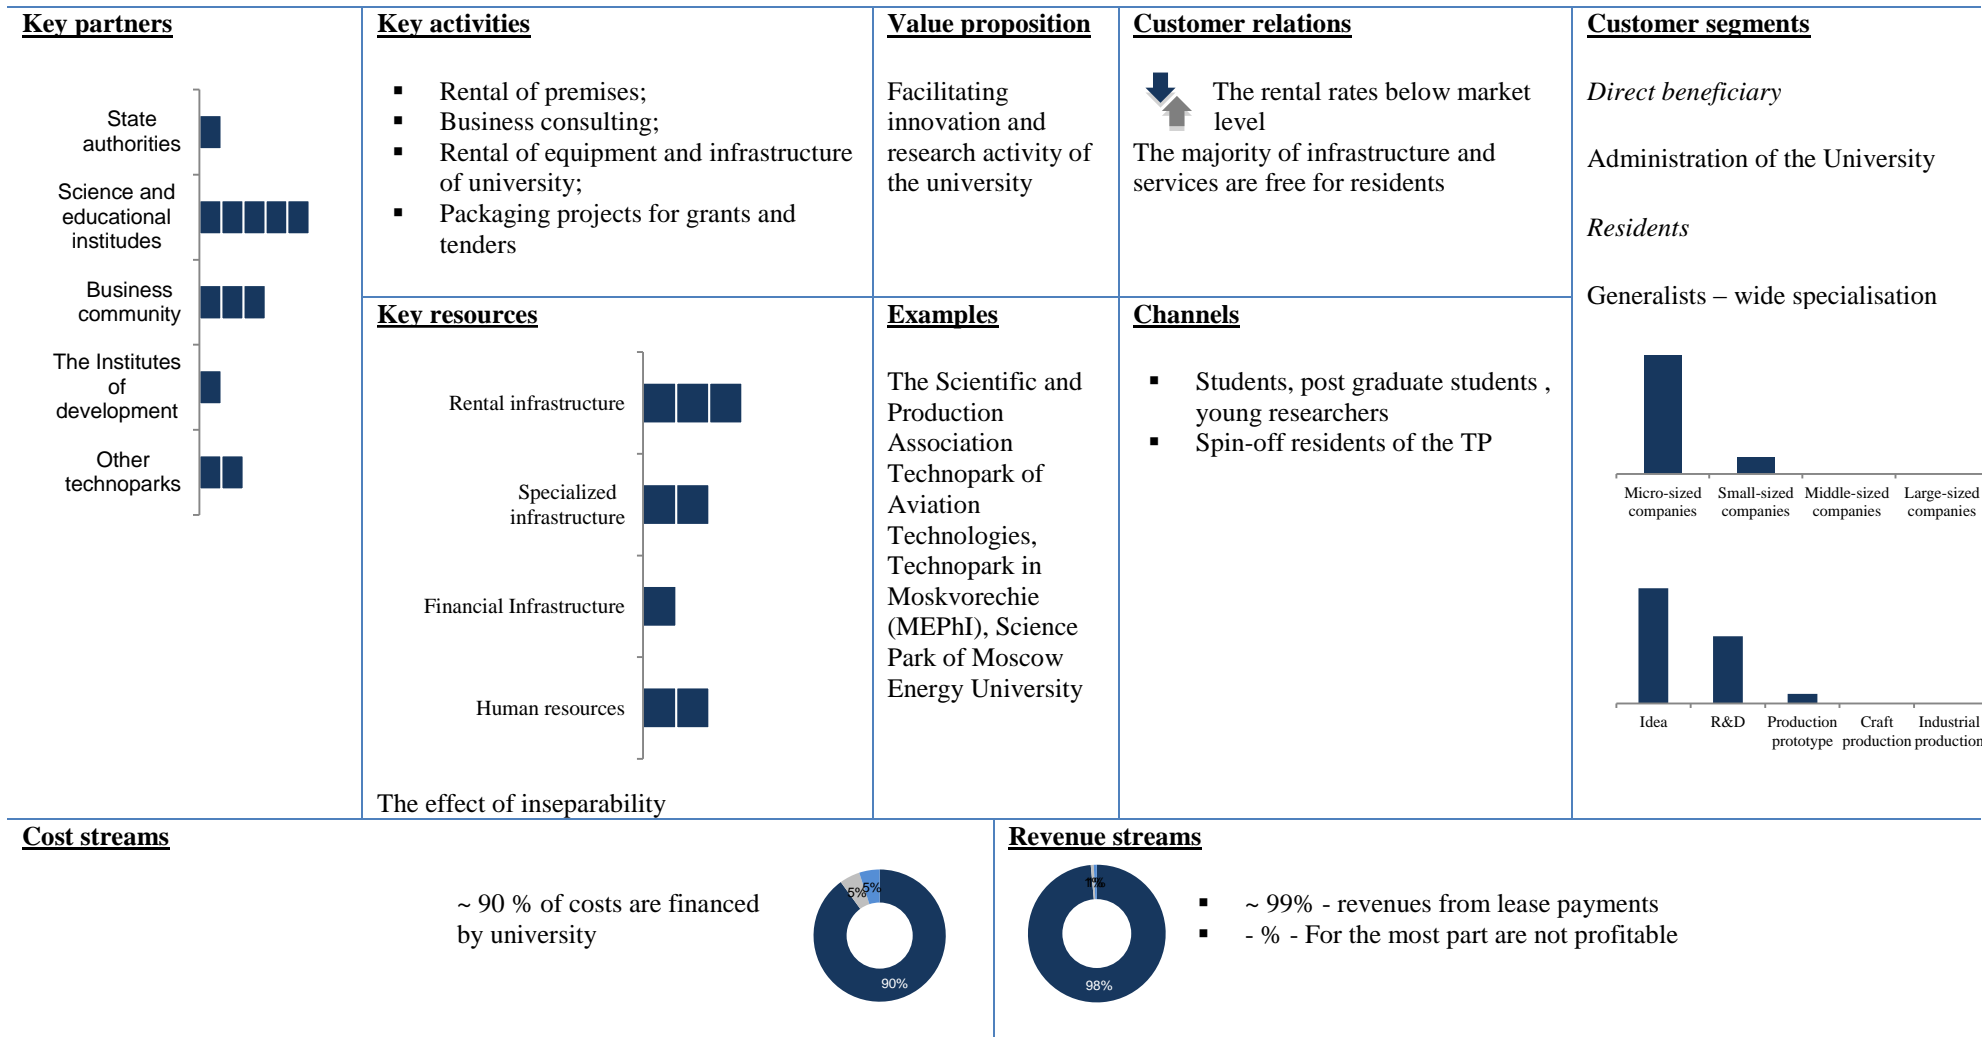 Key partners
State
authorities
Science and
educational
institudes
Business
community
The Institutes
of
development
Other
technoparks
Key activities
▪ Rental of premises;
▪ Business consulting;
▪ Rental of equipment and infrastructure
of university;
▪ Packaging projects for grants and
tenders
Value proposition
Facilitating
innovation and
research activity of
the university
Customer relations
The rental rates below market
level
The majority of infrastructure and
services are free for residents
Customer segments
Direct beneficiary
Administration of the University
Residents
Generalists – wide specialisation
Micro-sized
companies
Small-sized
companies
Middle-sized
companies
Large-sized
companies
Idea
R&D
Production
prototype
Craft
production
Industrial
production
Key resources
Rental infrastructure
Specialized
infrastructure
Financial Infrastructure
Human resources
The effect of inseparability
Examples
The Scientific and
Production
Association
Technopark of
Aviation
Technologies,
Technopark in
Moskvorechie
(MEPhI), Science
Park of Moscow
Energy University
Channels
▪ Students, post graduate students ,
young researchers
▪ Spin-off residents of the TP
Cost streams
~ 90 % of costs are financed
by university
5%
5%
90%
Revenue streams
98%
▪ ~ 99% - revenues from lease payments
▪ - % - For the most part are not profitable